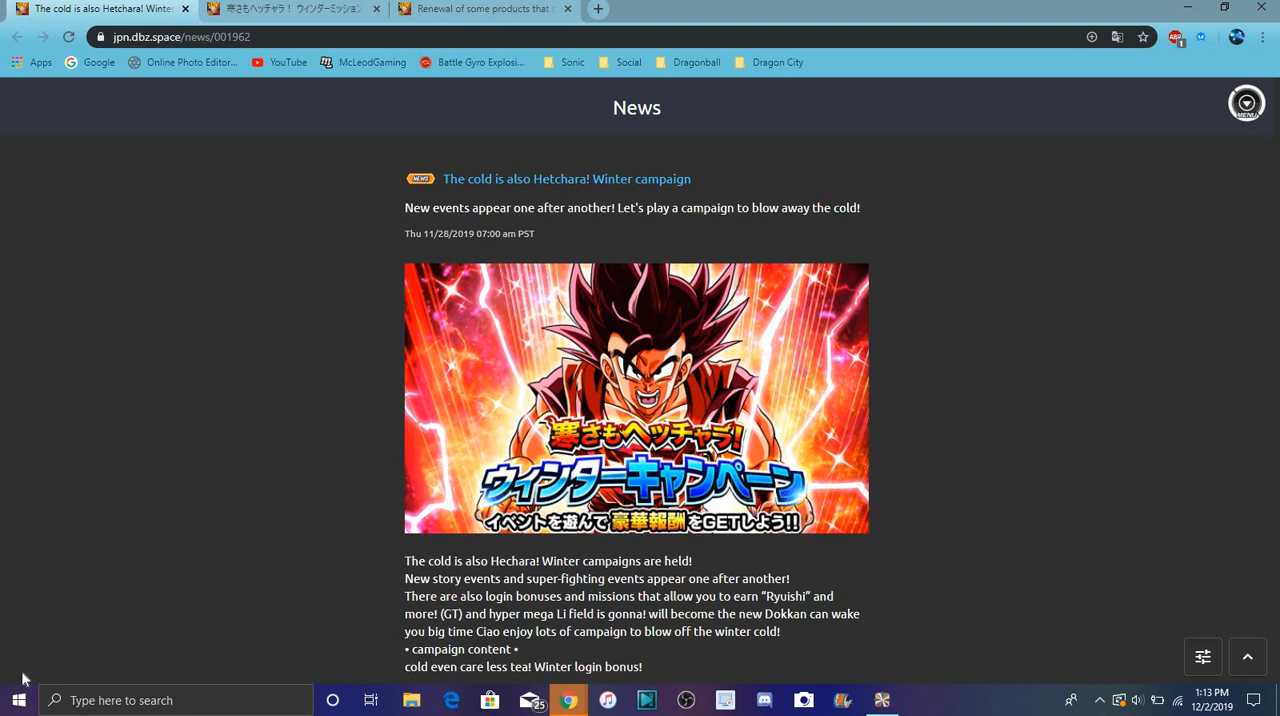 The cold is also Hetchara! Winter
寒さもヘッチャラ！ ウィンターミッション
Renewal of some products that c
jpn.dbz.space/news/001962
ABP
1
Apps
Google
Online Photo Editor...
YouTube
McLeodGaming
Battle Gyro Explosi...
Sonic
Social
Dragonball
Dragon City
News
MENU
NEWS
The cold is also Hetchara! Winter campaign
New events appear one after another! Let's play a campaign to blow away the cold!
Thu 11/28/2019 07:00 am PST
寒さもヘッチャラ!
ウィンターキャンペーン
イベントを遊んで豪華報酬をGETしよう!!
The cold is also Hechara! Winter campaigns are held!
New story events and super-fighting events appear one after another!
There are also login bonuses and missions that allow you to earn “Ryuishi” and
more! (GT) and hyper mega Li field is gonna! will become the new Dokkan can wake
you big time Ciao enjoy lots of campaign to blow off the winter cold!
• campaign content •
cold even care less tea! Winter login bonus!
Type here to search
25
1:13 PM
12/2/2019